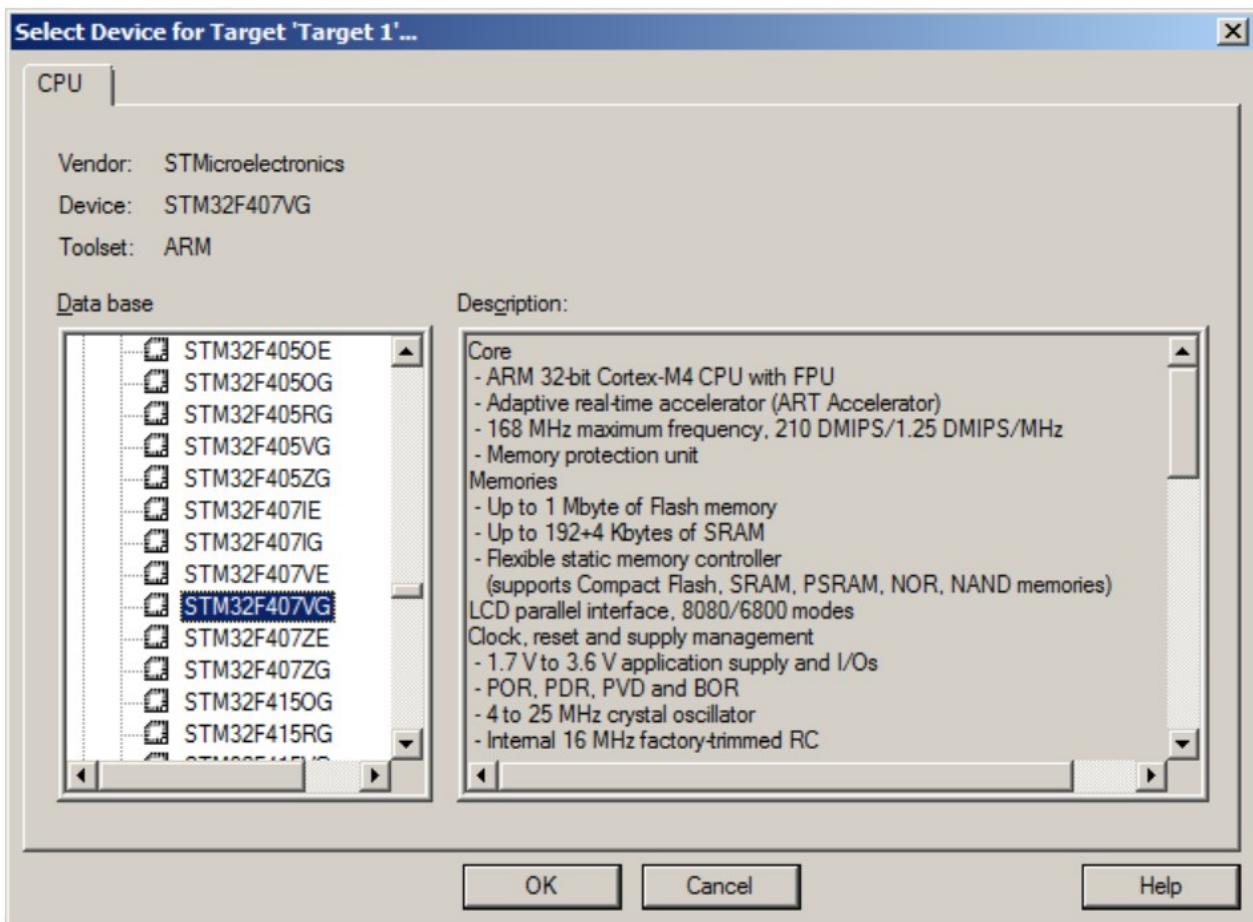 Select Device for Target 'Target 1'...
CPU
Vendor: STMicroelectronics
Device: STM32F407VG
Toolset: ARM
Data base
STM32F405OE
STM32F405OG
STM32F405RG
STM32F405VG
STM32F405ZG
STM32F407IE
STM32F407IG
STM32F407VE
STM32F407VG
STM32F407ZE
STM32F407ZG
STM32F415OG
STM32F415RG
Description:
Core
- ARM 32-bit Cortex-M4 CPU with FPU
- Adaptive real-time accelerator (ART Accelerator)
- 168 MHz maximum frequency, 210 DMIPS/1.25 DMIPS/MHz
- Memory protection unit
Memories
- Up to 1 Mbyte of Flash memory
- Up to 192+4 Kbytes of SRAM
- Flexible static memory controller
(supports Compact Flash, SRAM, PSRAM, NOR, NAND memories)
LCD parallel interface, 8080/6800 modes
Clock, reset and supply management
- 1.7 V to 3.6 V application supply and I/Os
- POR, PDR, PVD and BOR
- 4 to 25 MHz crystal oscillator
- Internal 16 MHz factory-trimmed RC
OK
Cancel
Help